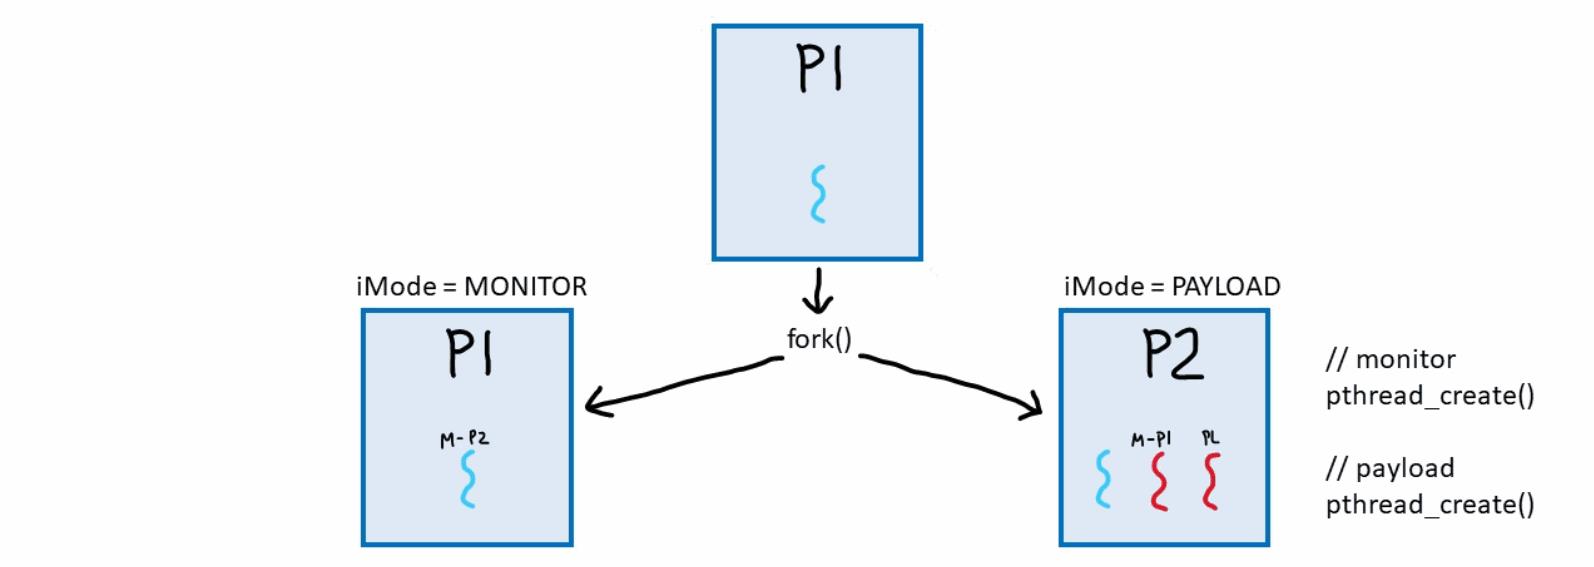 P1
fork()
iMode = MONITOR
P1
M-P2
iMode = PAYLOAD
P2
M-P1
PL
// monitor
pthread_create()
// payload
pthread_create()